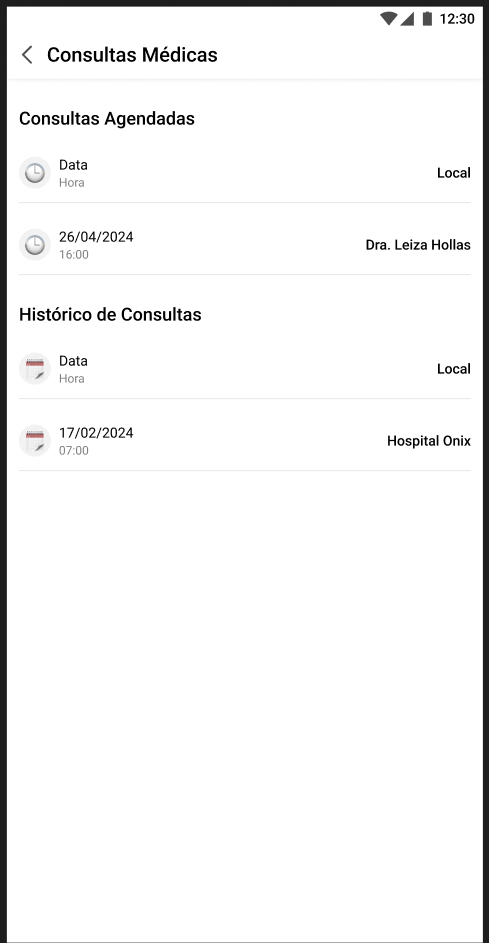 12:30
Consultas Médicas
Consultas Agendadas
Data
Hora
Local
26/04/2024
16:00
Dra. Leiza Hollas
Histórico de Consultas
Data
Hora
Local
17/02/2024
07:00
Hospital Onix